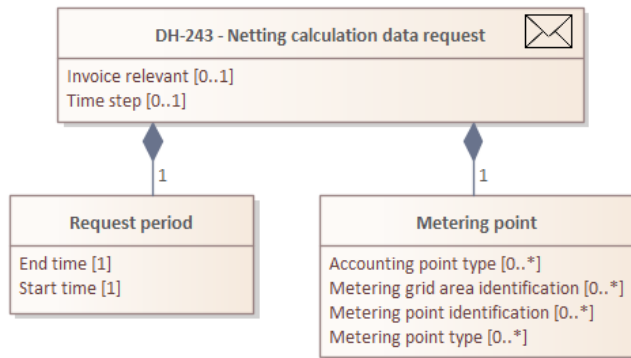 DH-243 - Netting calculation data request
Invoice relevant [0..1]
Time step [0..1]
1
1
Request period
End time [1]
Start time [1]
Metering point
Accounting point type [0..*]
Metering grid area identification [0..*]
Metering point identification [0..*]
Metering point type [0..*]